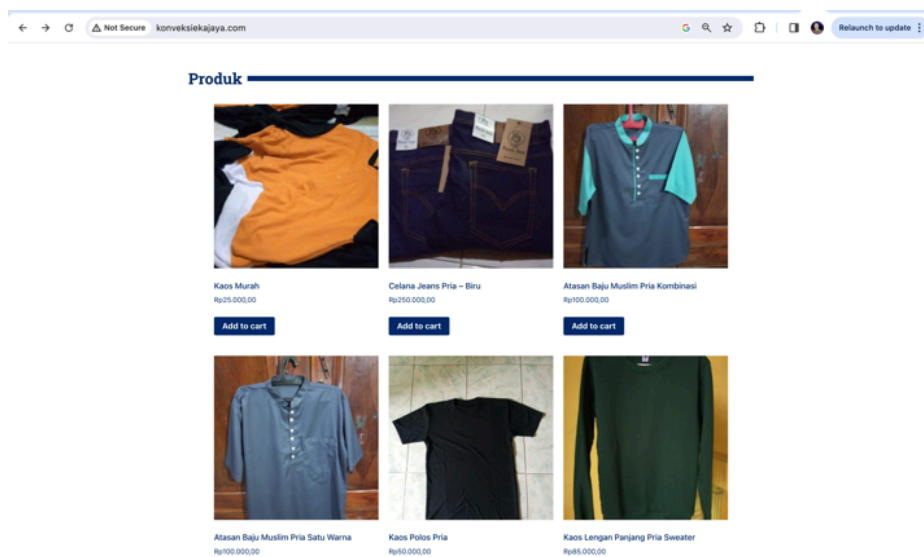 Not Secure konveksiekajaya.com Relaunch to update
Produk
Kaos Murah Celana Jeans Pria – Biru Atasan Baju Muslim Pria Kombinasi
Rp25.000,00 Rp250.000,00 Rp100.000,00
Add to cart Add to cart Add to cart
Atasan Baju Muslim Pria Satu Warna Kaos Polos Pria Kaos Lengan Panjang Pria Sweater
Rp100.000,00 Rp50.000,00 Rp85.000,00